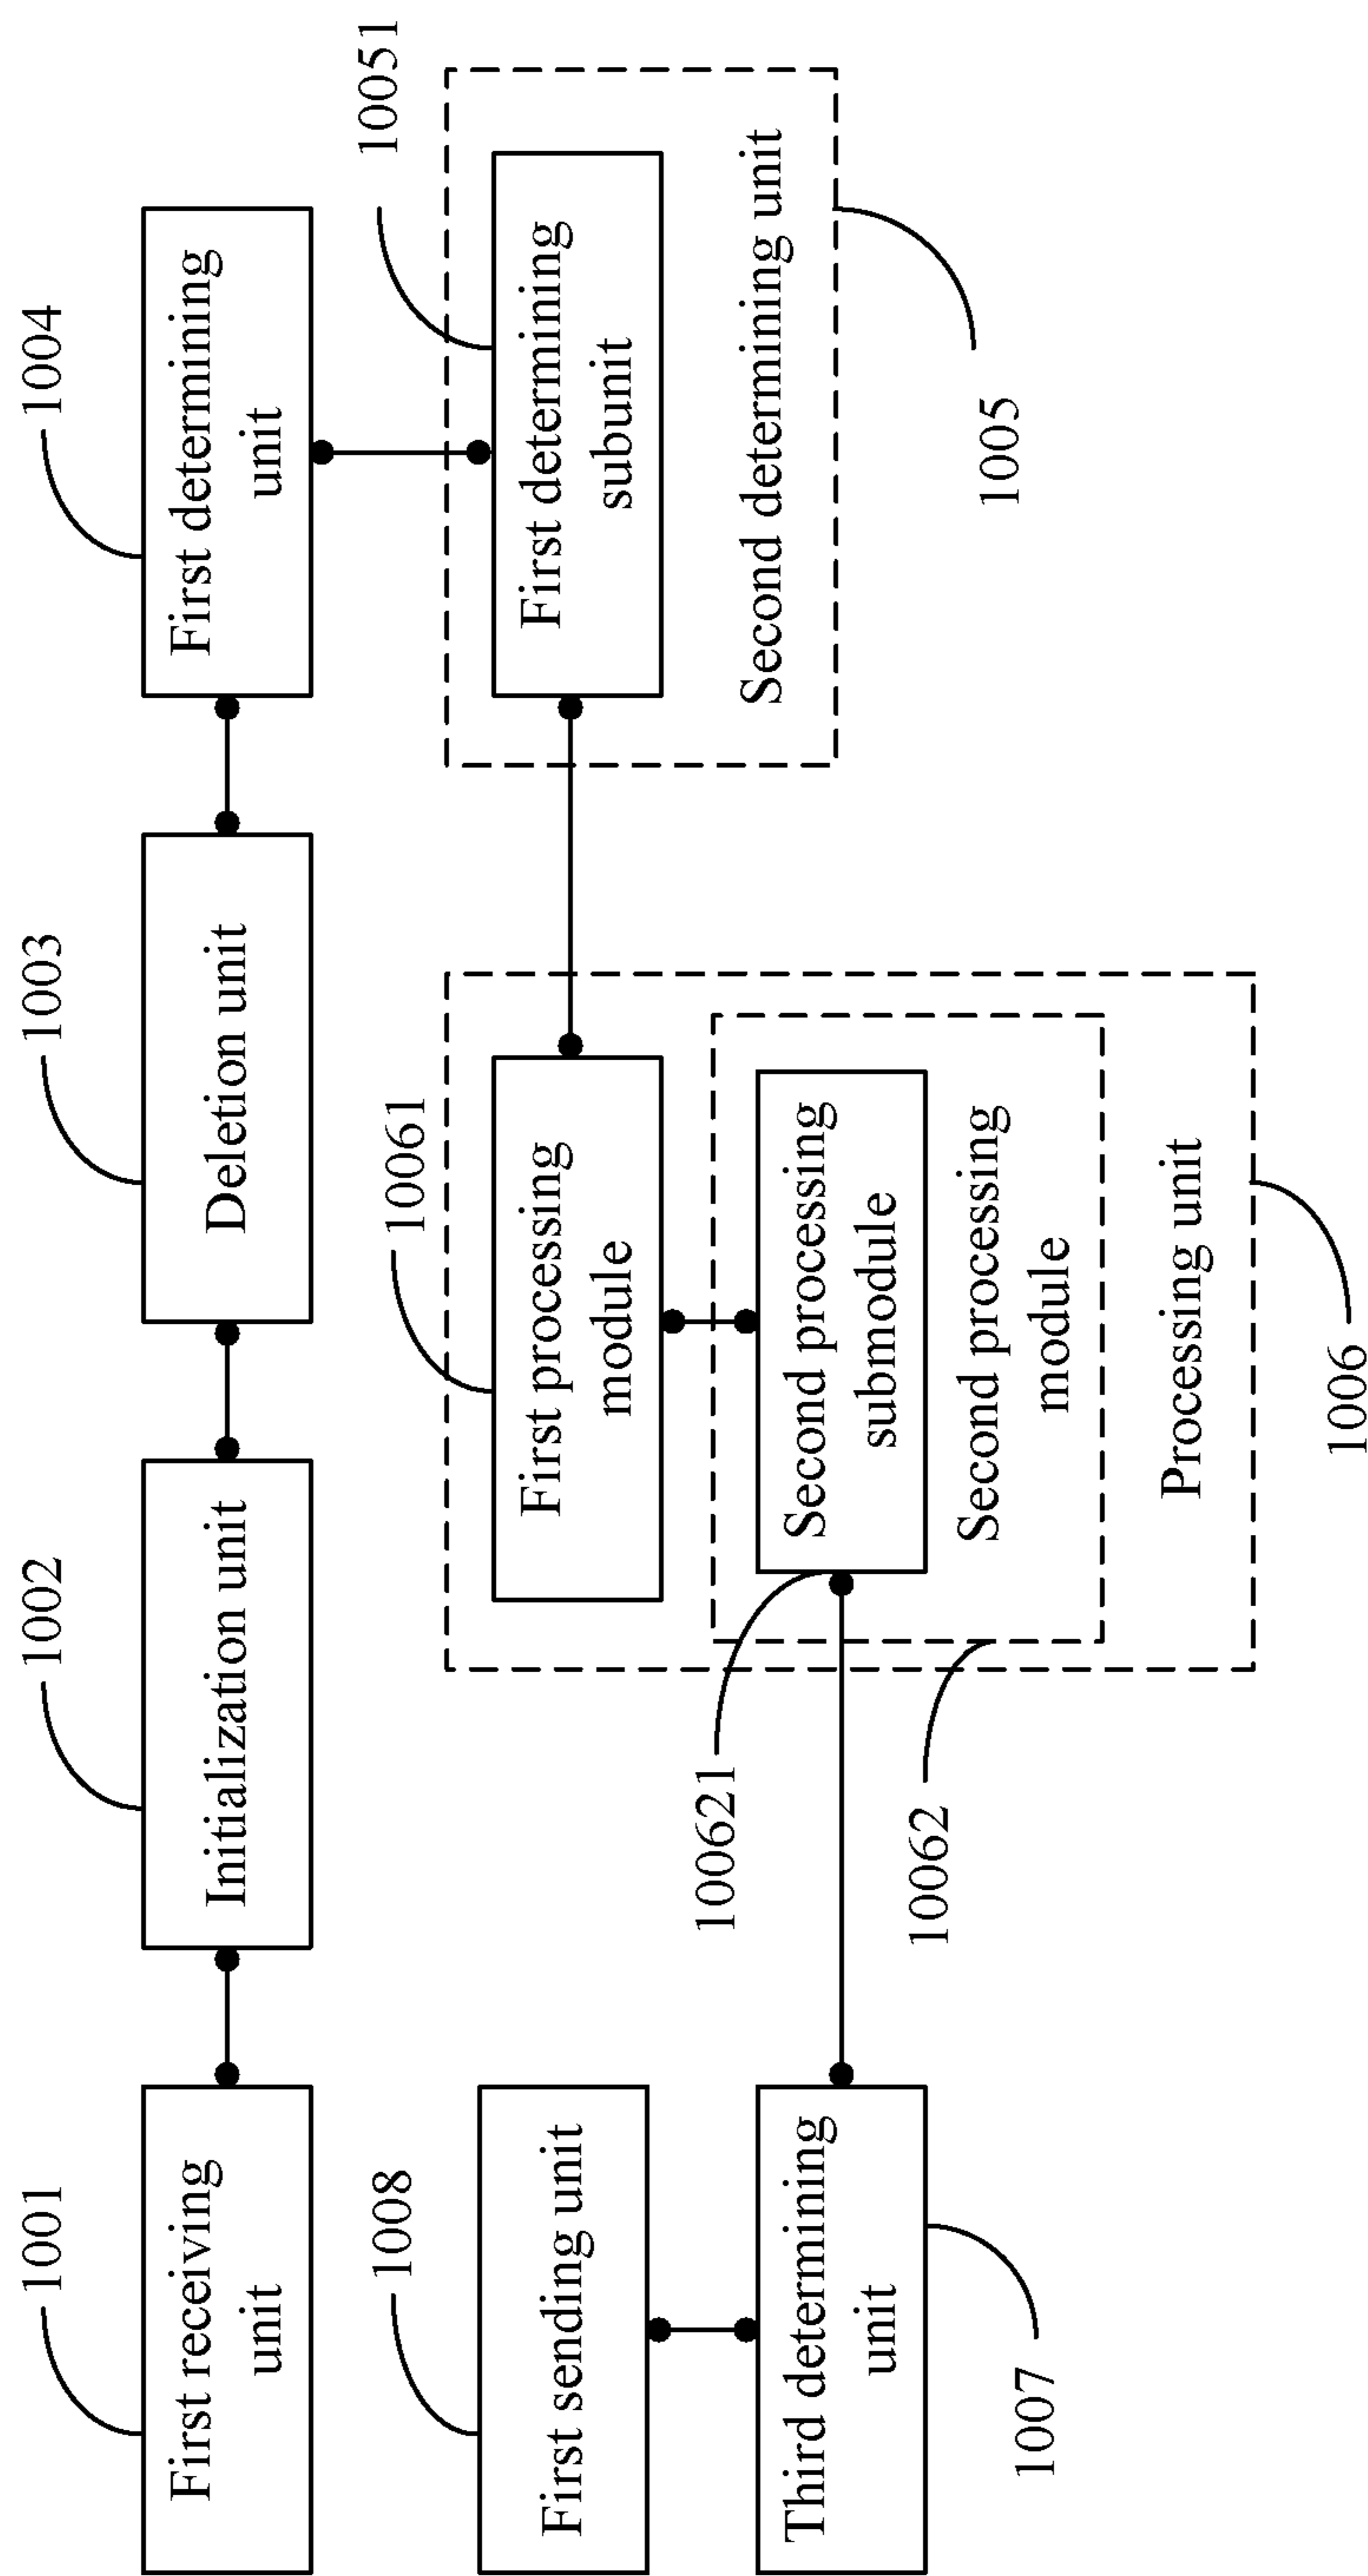 1001
First receiving
unit
1002
Initialization unit
1003
Deletion unit
1004
First determining
unit
1008
First sending unit
10061
First processing
module
10051
First determining
subunit
Third determining
unit
1007
100621
Second processing
submodule
10062
Second processing
module
Processing unit
1006
Second determining unit
1005